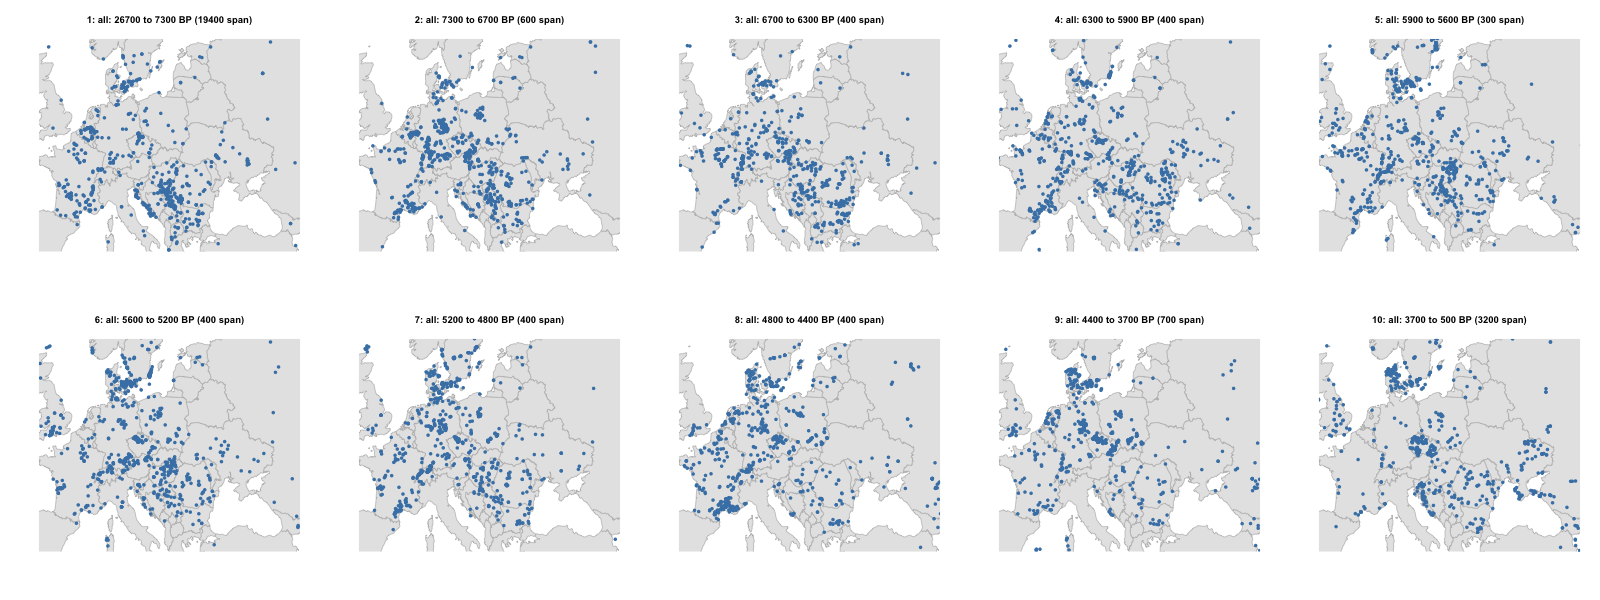 1: all: 26700 to 7300 BP (19400 span)
2: all: 7300 to 6700 BP (600 span)
3: all: 6700 to 6300 BP (400 span)
4: all: 6300 to 5900 BP (400 span)
5: all: 5900 to 5600 BP (300 span)
6: all: 5600 to 5200 BP (400 span)
7: all: 5200 to 4800 BP (400 span)
8: all: 4800 to 4400 BP (400 span)
9: all: 4400 to 3700 BP (700 span)
10: all: 3700 to 500 BP (3200 span)